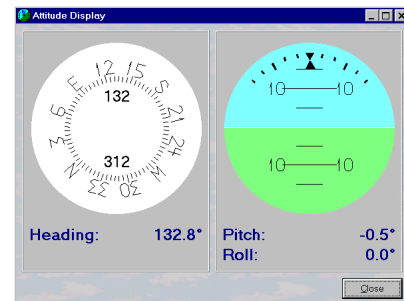 Attitude Display
E 12 15 S 21 24 W 30 33 N 3 6
132
312
10 10
10 10
Heading: 132.8°
Pitch: -0.5°
Roll: 0.0°
Close